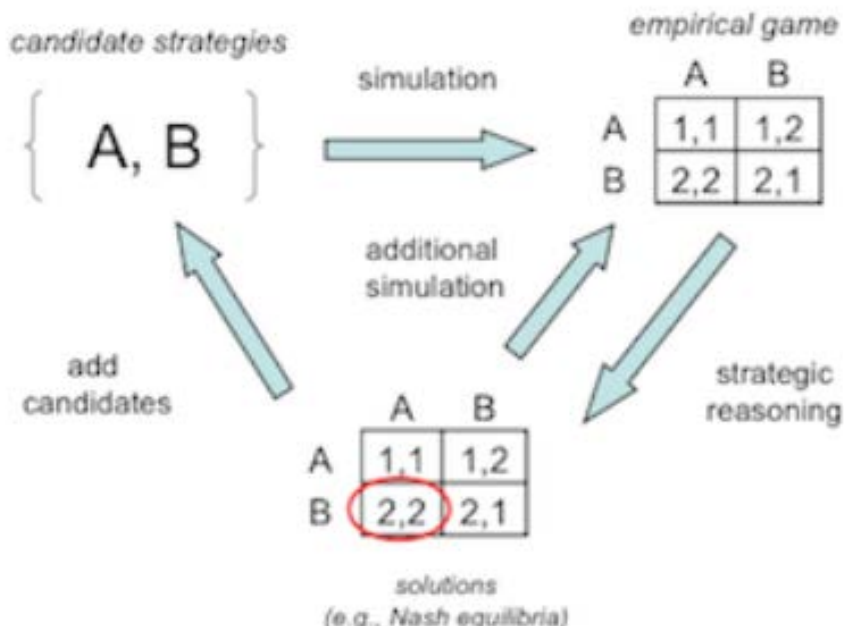 candidate strategies
{ A, B }
simulation
empirical game
A B
A 1,1 1,2
B 2,2 2,1
additional
simulation
add
candidates
strategic
reasoning
A B
A 1,1 1,2
B 2,2 2,1
solutions
(e.g., Nash equilibria)